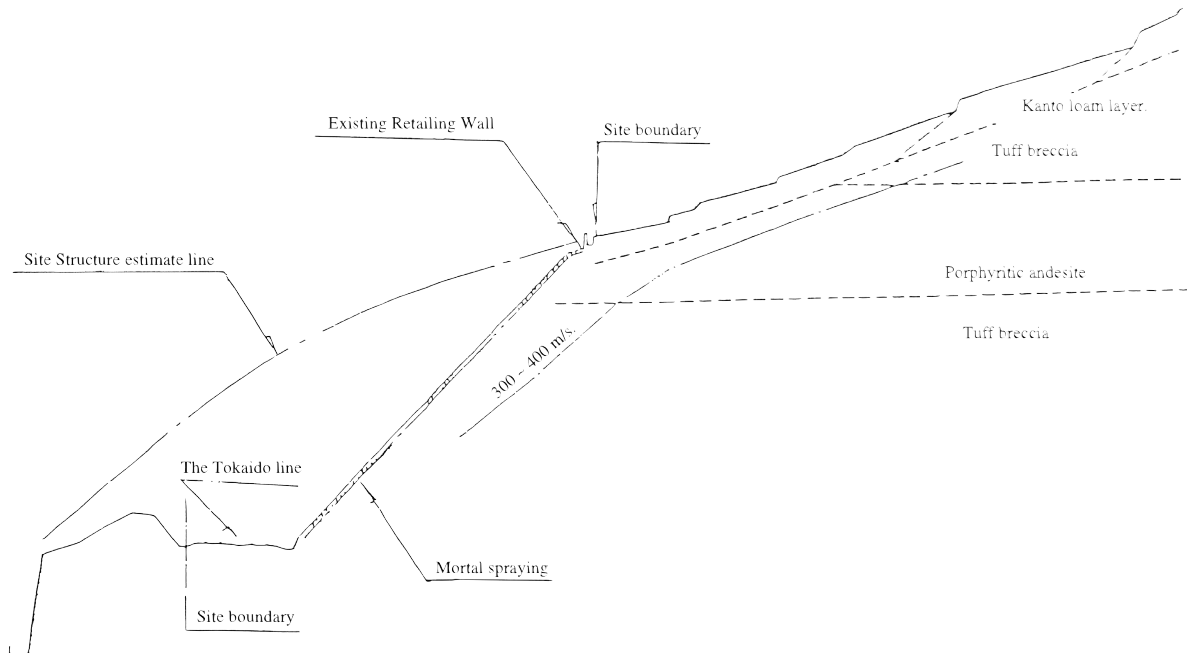 Kanto loam layer.
Existing Retailing Wall
Site boundary
Tuff breccia
Site Structure estimate line
Porphyritic andesite
Tuff breccia
300 ~ 400 m/s.
The Tokaido line
Mortal spraying
Site boundary